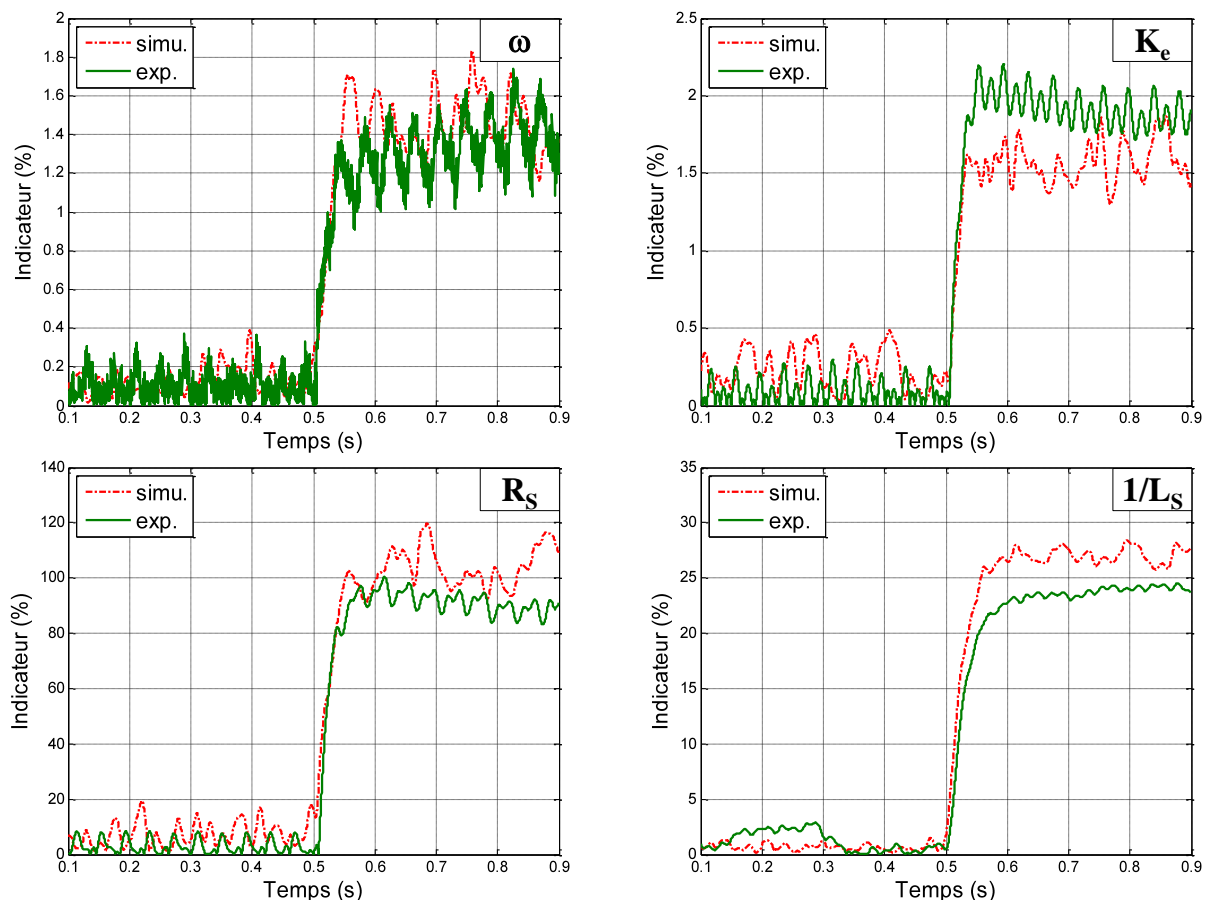 ω
simu.
exp.
Indicateur (%)
2
1.8
1.6
1.4
1.2
1
0.8
0.6
0.4
0.2
0
0.1 0.2 0.3 0.4 0.5 0.6 0.7 0.8 0.9
Temps (s)
Ke
simu.
exp.
Indicateur (%)
2.5
2
1.5
1
0.5
0
0.1 0.2 0.3 0.4 0.5 0.6 0.7 0.8 0.9
Temps (s)
RS
simu.
exp.
Indicateur (%)
140
120
100
80
60
40
20
0
0.1 0.2 0.3 0.4 0.5 0.6 0.7 0.8 0.9
Temps (s)
1/LS
simu.
exp.
Indicateur (%)
35
30
25
20
15
10
5
0
0.1 0.2 0.3 0.4 0.5 0.6 0.7 0.8 0.9
Temps (s)